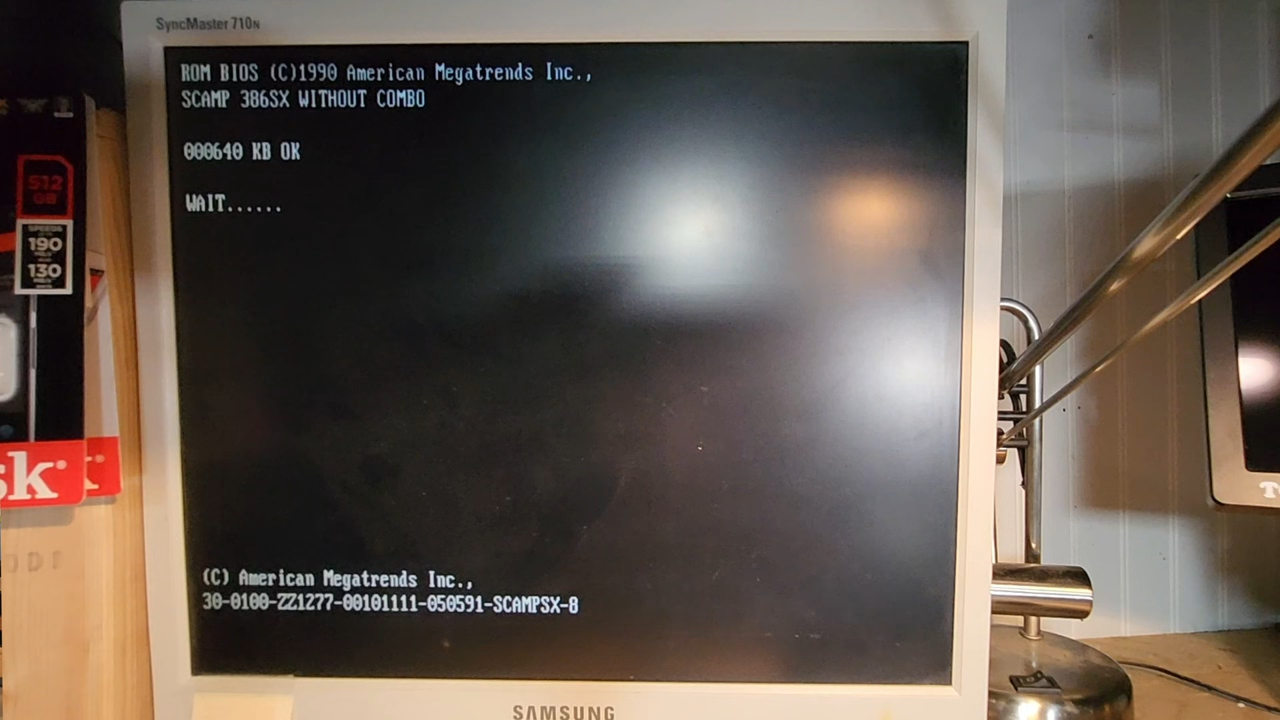 SyncMaster 710N
ROM BIOS (C)1990 American Megatrends Inc.,
SCAMP 386SX WITHOUT COMBO
000640 KB OK
WAIT......
(C) American Megatrends Inc.,
30-0100-ZZ1277-00101111-050591-SCAMPSX-8
SAMSUNG
512
GB
SPEEDS
190
130
sk
k